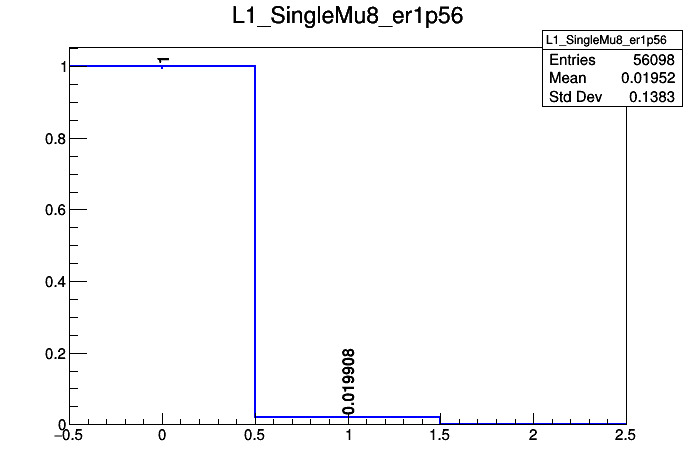 L1_SingleMu8_er1p56
L1_SingleMu8_er1p56
Entries 56098
Mean 0.01952
Std Dev 0.1383
1
0.8
0.6
0.4
0.2
0
1
0.019908
−0.5 0 0.5 1 1.5 2 2.5